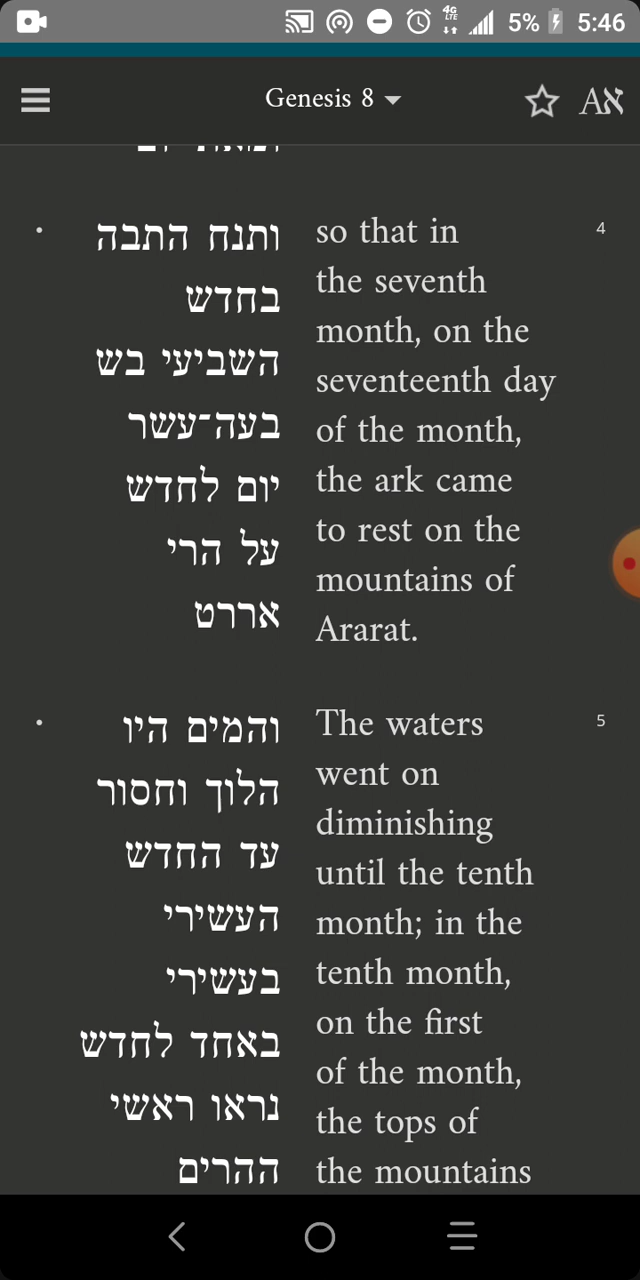 4G
LTE
5%
5:46
Genesis 8
Aא
ותנח התבה
בחדש
השביעי בש
בעה־עשר
יום לחדש
על הרי
אררט
so that in
the seventh
month, on the
seventeenth day
of the month,
the ark came
to rest on the
mountains of
Ararat.
4
והמים היו
הלוך וחסור
עד החדש
העשירי
בעשירי
באחד לחדש
נראו ראשי
ההרים
The waters
went on
diminishing
until the tenth
month; in the
tenth month,
on the first
of the month,
the tops of
the mountains
5